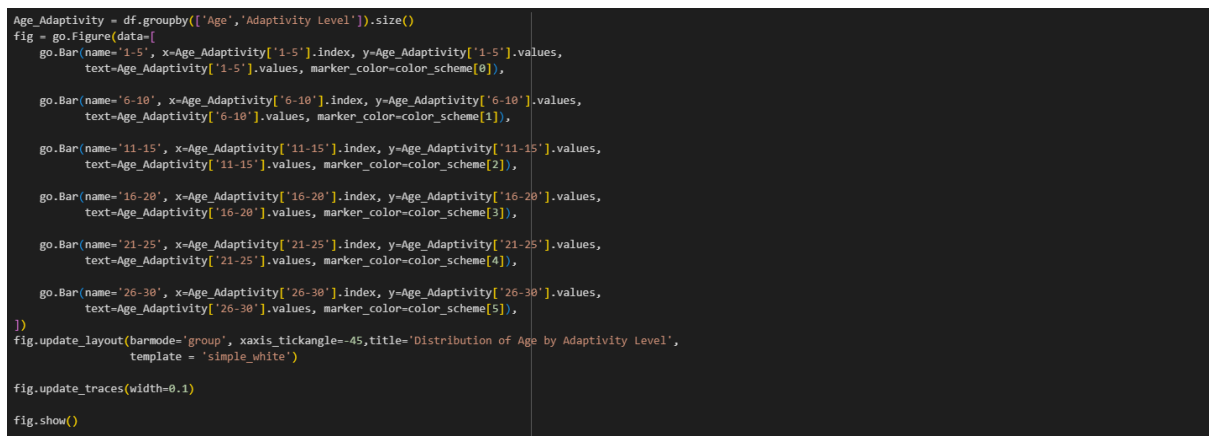 Age_Adaptivity = df.groupby(['Age','Adaptivity Level']).size()
fig = go.Figure(data=[
    go.Bar(name='1-5', x=Age_Adaptivity['1-5'].index, y=Age_Adaptivity['1-5'].values,
           text=Age_Adaptivity['1-5'].values, marker_color=color_scheme[0]),
    go.Bar(name='6-10', x=Age_Adaptivity['6-10'].index, y=Age_Adaptivity['6-10'].values,
           text=Age_Adaptivity['6-10'].values, marker_color=color_scheme[1]),
    go.Bar(name='11-15', x=Age_Adaptivity['11-15'].index, y=Age_Adaptivity['11-15'].values,
           text=Age_Adaptivity['11-15'].values, marker_color=color_scheme[2]),
    go.Bar(name='16-20', x=Age_Adaptivity['16-20'].index, y=Age_Adaptivity['16-20'].values,
           text=Age_Adaptivity['16-20'].values, marker_color=color_scheme[3]),
    go.Bar(name='21-25', x=Age_Adaptivity['21-25'].index, y=Age_Adaptivity['21-25'].values,
           text=Age_Adaptivity['21-25'].values, marker_color=color_scheme[4]),
    go.Bar(name='26-30', x=Age_Adaptivity['26-30'].index, y=Age_Adaptivity['26-30'].values,
           text=Age_Adaptivity['26-30'].values, marker_color=color_scheme[5]),
])
fig.update_layout(barmode='group', xaxis_tickangle=-45,title='Distribution of Age by Adaptivity Level',
                  template = 'simple_white')
fig.update_traces(width=0.1)
fig.show()